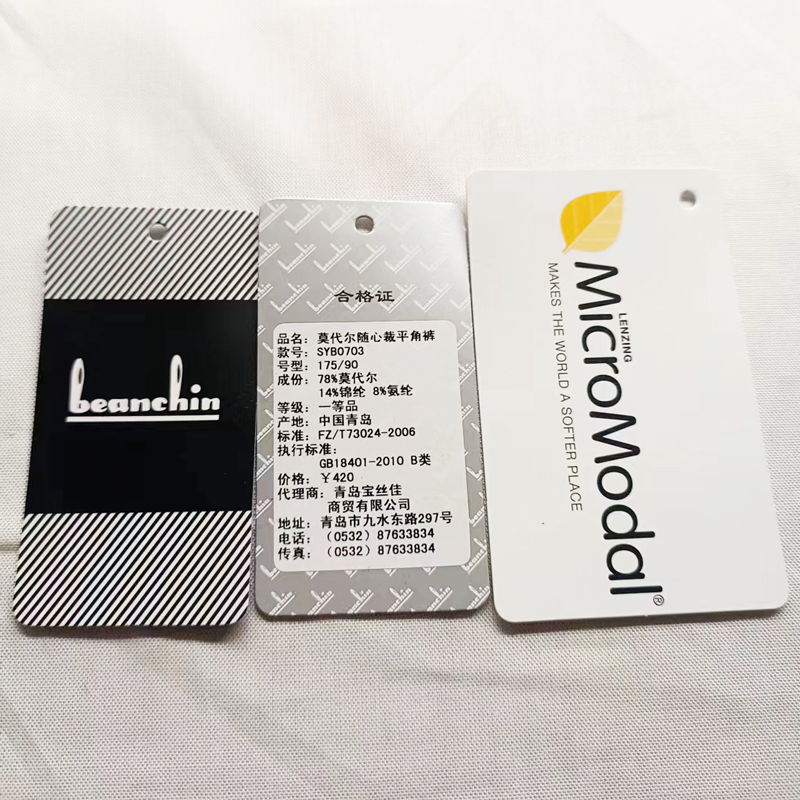 beanchin
合格证
品名：莫代尔随心裁平角裤
款号：SYB0703
号型：175/90
成份：78%莫代尔
14%锦纶 8%氨纶
等级：一等品
产地：中国青岛
标准：FZ/T73024-2006
执行标准：
GB18401-2010 B类
价格：￥420
代理商：青岛宝丝佳
商贸有限公司
地址：青岛市九水东路297号
电话：（0532）87633834
传真：（0532）87633834
LENZING
MicroModal®
MAKES THE WORLD A SOFTER PLACE